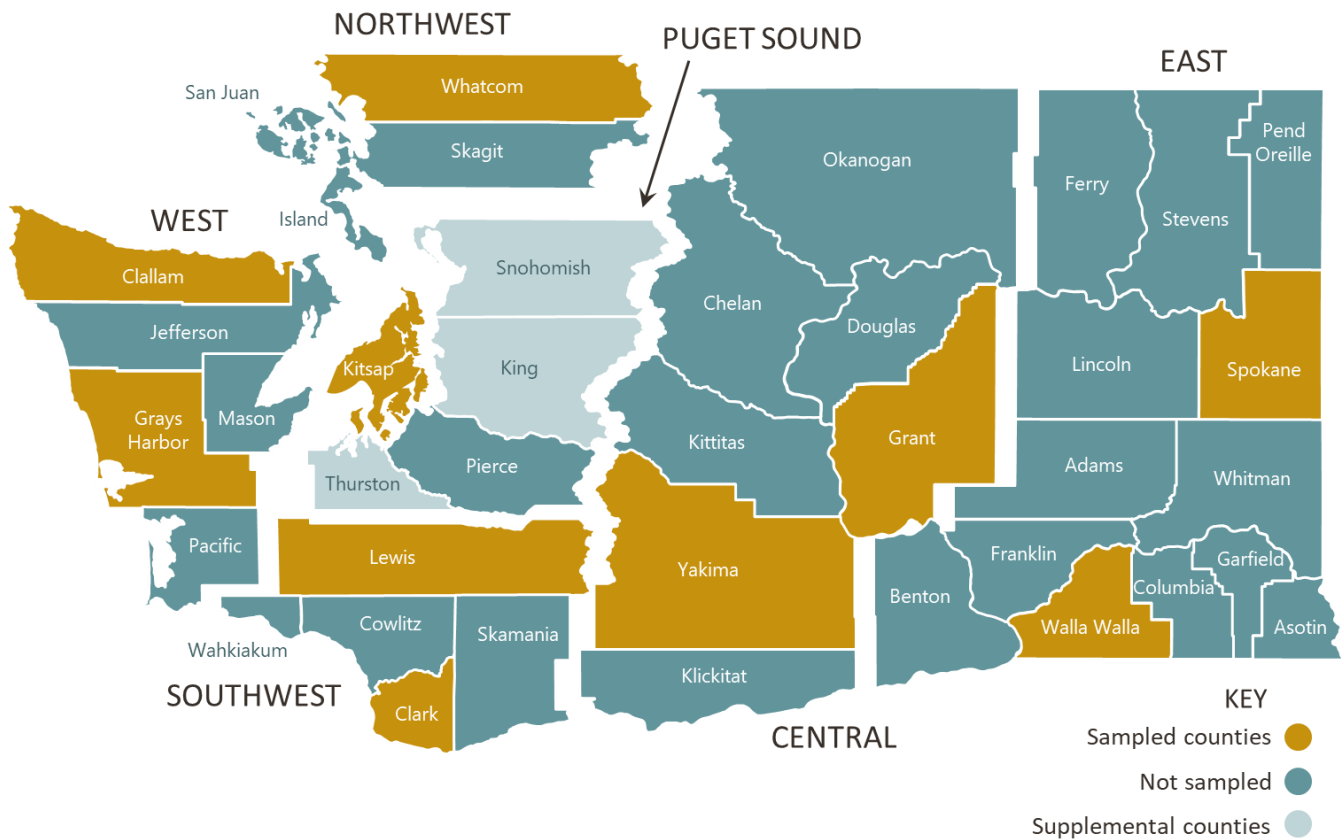 NORTHWEST
PUGET SOUND
EAST
Whatcom
San Juan
Skagit
Okanogan
Pend
Oreille
Ferry
Stevens
WEST
Island
Clallam
Snohomish
Chelan
Jefferson
Douglas
Lincoln
Kitsap
King
Spokane
Grays
Harbor
Mason
Grant
Kittitas
Pierce
Adams
Whitman
Thurston
Pacific
Lewis
Yakima
Franklin
Garfield
Columbia
Benton
Cowlitz
Skamania
Walla Walla
Asotin
Wahkiakum
Klickitat
SOUTHWEST
Clark
CENTRAL
KEY
Sampled counties
Not sampled
Supplemental counties